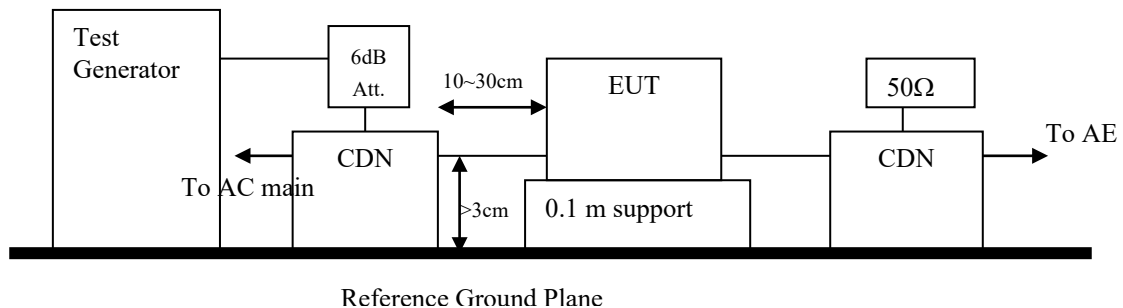 Test
Generator
6dB
Att.
10~30cm
EUT
50Ω
To AE
CDN
CDN
To AC main
>3cm
0.1 m support
Reference Ground Plane